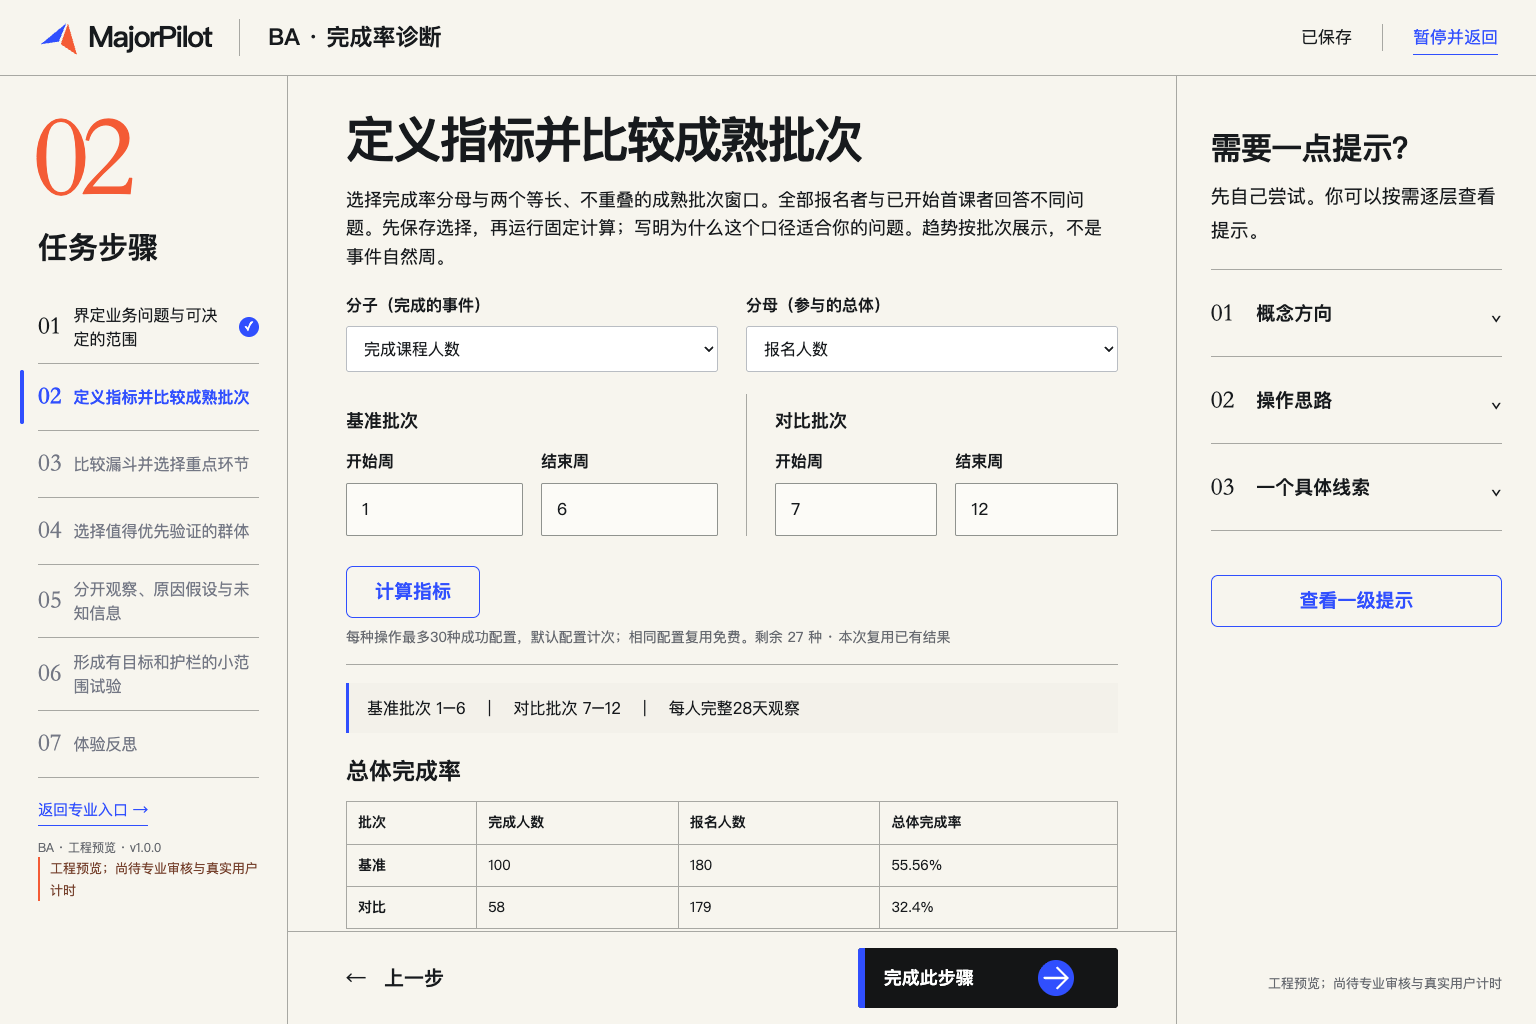 MajorPilot
BA · 完成率诊断
已保存
暂停并返回
02
任务步骤
01 界定业务问题与可决
定的范围
02 定义指标并比较成熟批次
03 比较漏斗并选择重点环节
04 选择值得优先验证的群体
05 分开观察、原因假设与未
知信息
06 形成有目标和护栏的小范
围试验
07 体验反思
返回专业入口 →
BA · 工程预览 · v1.0.0
工程预览；尚待专业审核与真实用户
计时
定义指标并比较成熟批次
选择完成率分母与两个等长、不重叠的成熟批次窗口。全部报名者与已开始首课者回答不同问
题。先保存选择，再运行固定计算；写明为什么这个口径适合你的问题。趋势按批次展示，不是
事件自然周。
分子（完成的事件） 分母（参与的总体）
完成课程人数 报名人数
基准批次 对比批次
开始周 结束周 开始周 结束周
1 6 7 12
计算指标
每种操作最多30种成功配置，默认配置计次；相同配置复用免费。剩余 27 种 · 本次复用已有结果
基准批次 1—6 | 对比批次 7—12 | 每人完整28天观察
总体完成率
批次 完成人数 报名人数 总体完成率
基准 100 180 55.56%
对比 58 179 32.4%
← 上一步
完成此步骤 →
需要一点提示？
先自己尝试。你可以按需逐层查看
提示。
01 概念方向
02 操作思路
03 一个具体线索
查看一级提示
工程预览；尚待专业审核与真实用户计时